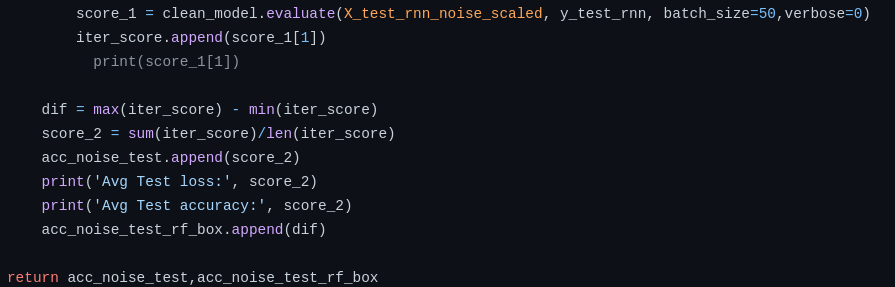 score_1 = clean_model.evaluate(X_test_rnn_noise_scaled, y_test_rnn, batch_size=50,verbose=0)
iter_score.append(score_1[1])
print(score_1[1])
dif = max(iter_score) - min(iter_score)
score_2 = sum(iter_score)/len(iter_score)
acc_noise_test.append(score_2)
print('Avg Test loss:', score_2)
print('Avg Test accuracy:', score_2)
acc_noise_test_rf_box.append(dif)
return acc_noise_test,acc_noise_test_rf_box